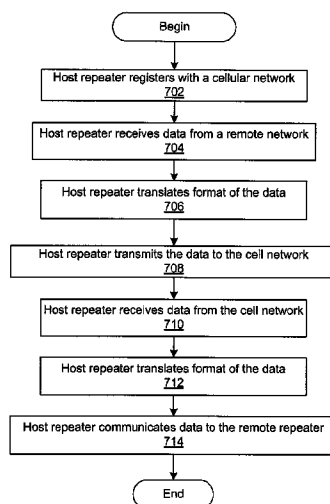 Begin
Host repeater registers with a cellular network
702
Host repeater receives data from a remote network
704
Host repeater translates format of the data
706
Host repeater transmits the data to the cell network
708
Host repeater receives data from the cell network
710
Host repeater translates format of the data
712
Host repeater communicates data to the remote repeater
714
End